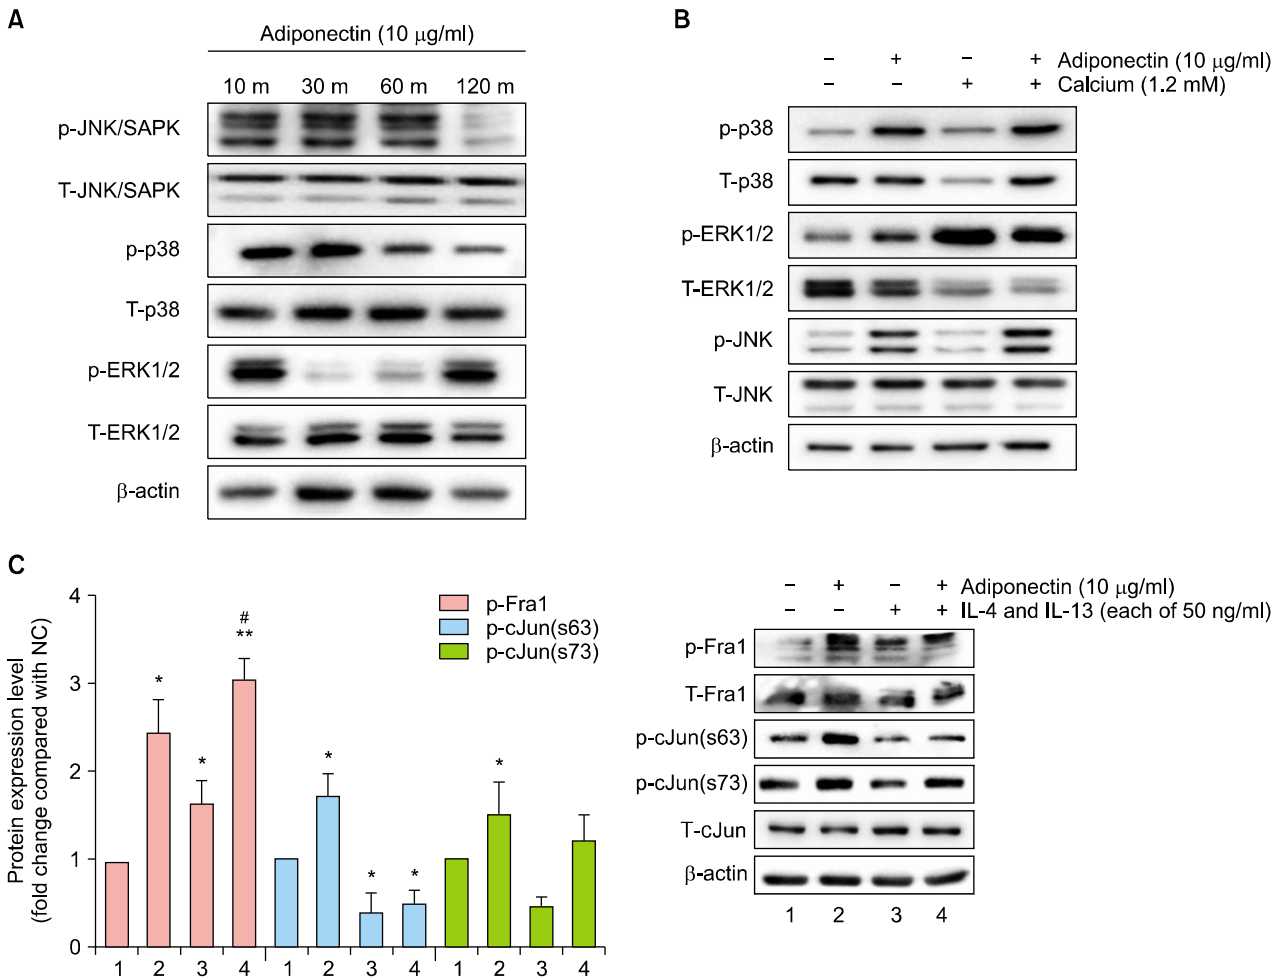 A
Adiponectin (10 μg/ml)
10 m 30 m 60 m 120 m
p-JNK/SAPK
T-JNK/SAPK
p-p38
T-p38
p-ERK1/2
T-ERK1/2
β-actin
B
− + − + Adiponectin (10 μg/ml)
− − + + Calcium (1.2 mM)
p-p38
T-p38
p-ERK1/2
T-ERK1/2
p-JNK
T-JNK
β-actin
C
Protein expression level
(fold change compared with NC)
4
3
2
1
0
p-Fra1
p-cJun(s63)
p-cJun(s73)
*
*
#
**
*
*
*
*
1 2 3 4 1 2 3 4 1 2 3 4
− + − + Adiponectin (10 μg/ml)
− − + + IL-4 and IL-13 (each of 50 ng/ml)
p-Fra1
T-Fra1
p-cJun(s63)
p-cJun(s73)
T-cJun
β-actin
1 2 3 4